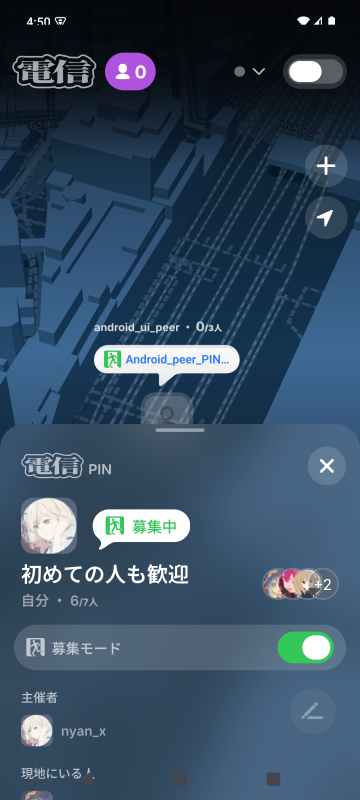 4:50
電信
0
android_ui_peer ・ 0/3人
Android_peer_PIN…
電信 PIN
募集中
初めての人も歓迎
自分 ・ 6/7人
+2
募集モード
主催者
nyan_x
現地にいる人